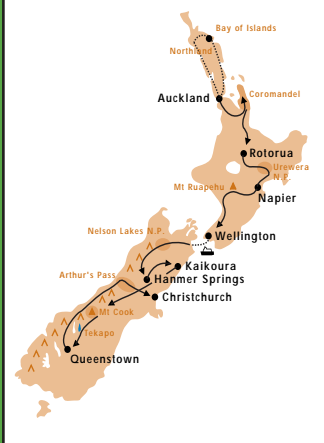 Bay of Islands
Northland
Auckland
Coromandel
Rotorua
Urewera
N.P.
Mt Ruapehu
Napier
Nelson Lakes N.P.
Wellington
Kaikoura
Arthur's Pass
Hanmer Springs
Christchurch
Mt Cook
Tekapo
Queenstown